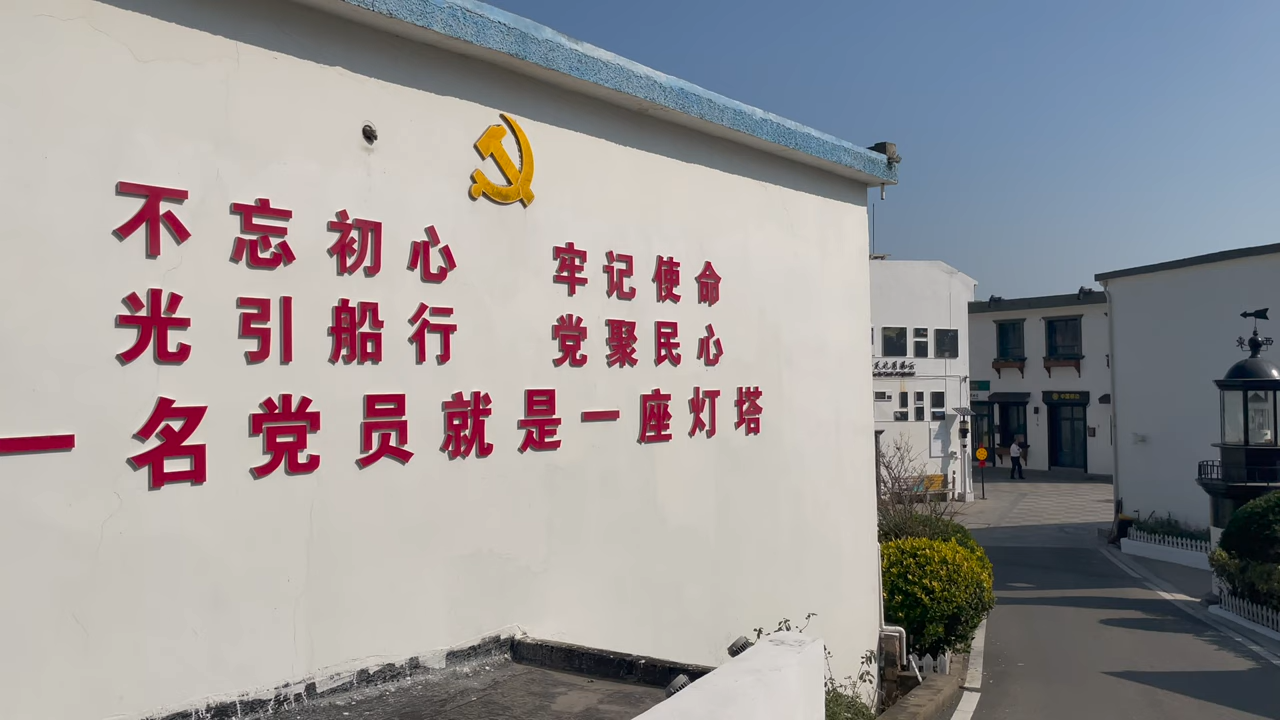 不忘初心 牢记使命
光引船行 党聚民心
一名党员就是一座灯塔